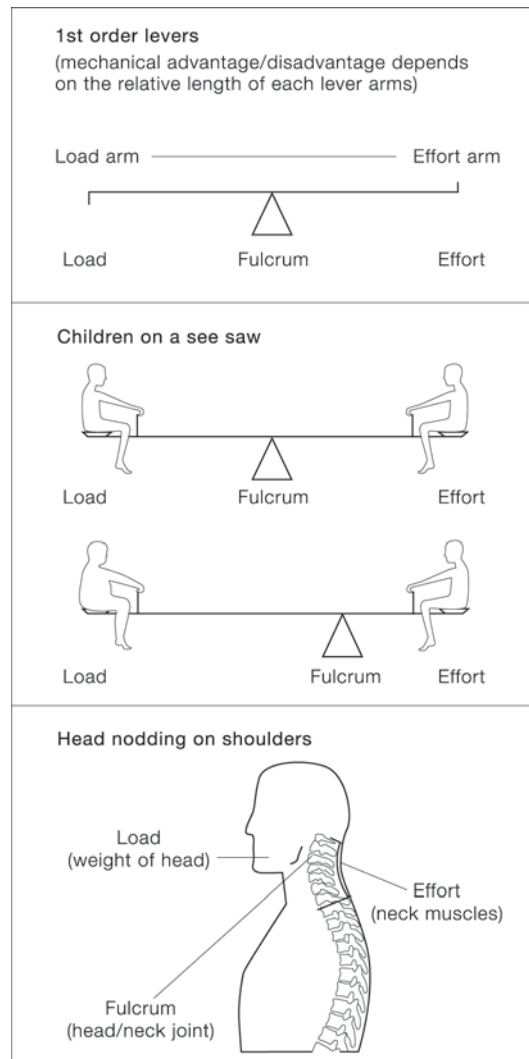 1st order levers
(mechanical advantage/disadvantage depends
on the relative length of each lever arms)
Load arm Effort arm
Load Fulcrum Effort
Children on a see saw
Load Fulcrum Effort
Load Fulcrum Effort
Head nodding on shoulders
Load
(weight of head)
Effort
(neck muscles)
Fulcrum
(head/neck joint)